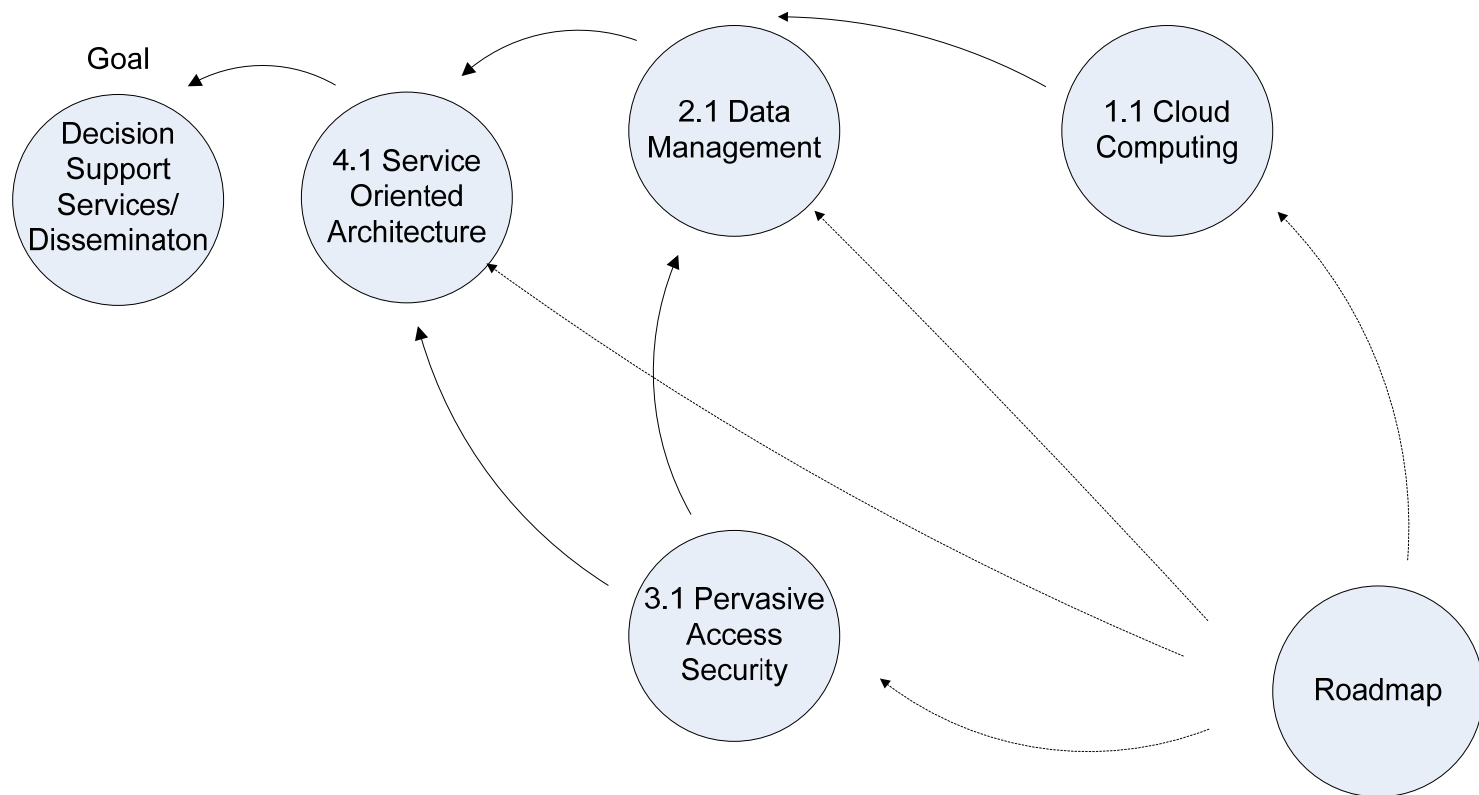 Goal
Decision
Support
Services/
Disseminaton
4.1 Service
Oriented
Architecture
2.1 Data
Management
1.1 Cloud
Computing
3.1 Pervasive
Access
Security
Roadmap